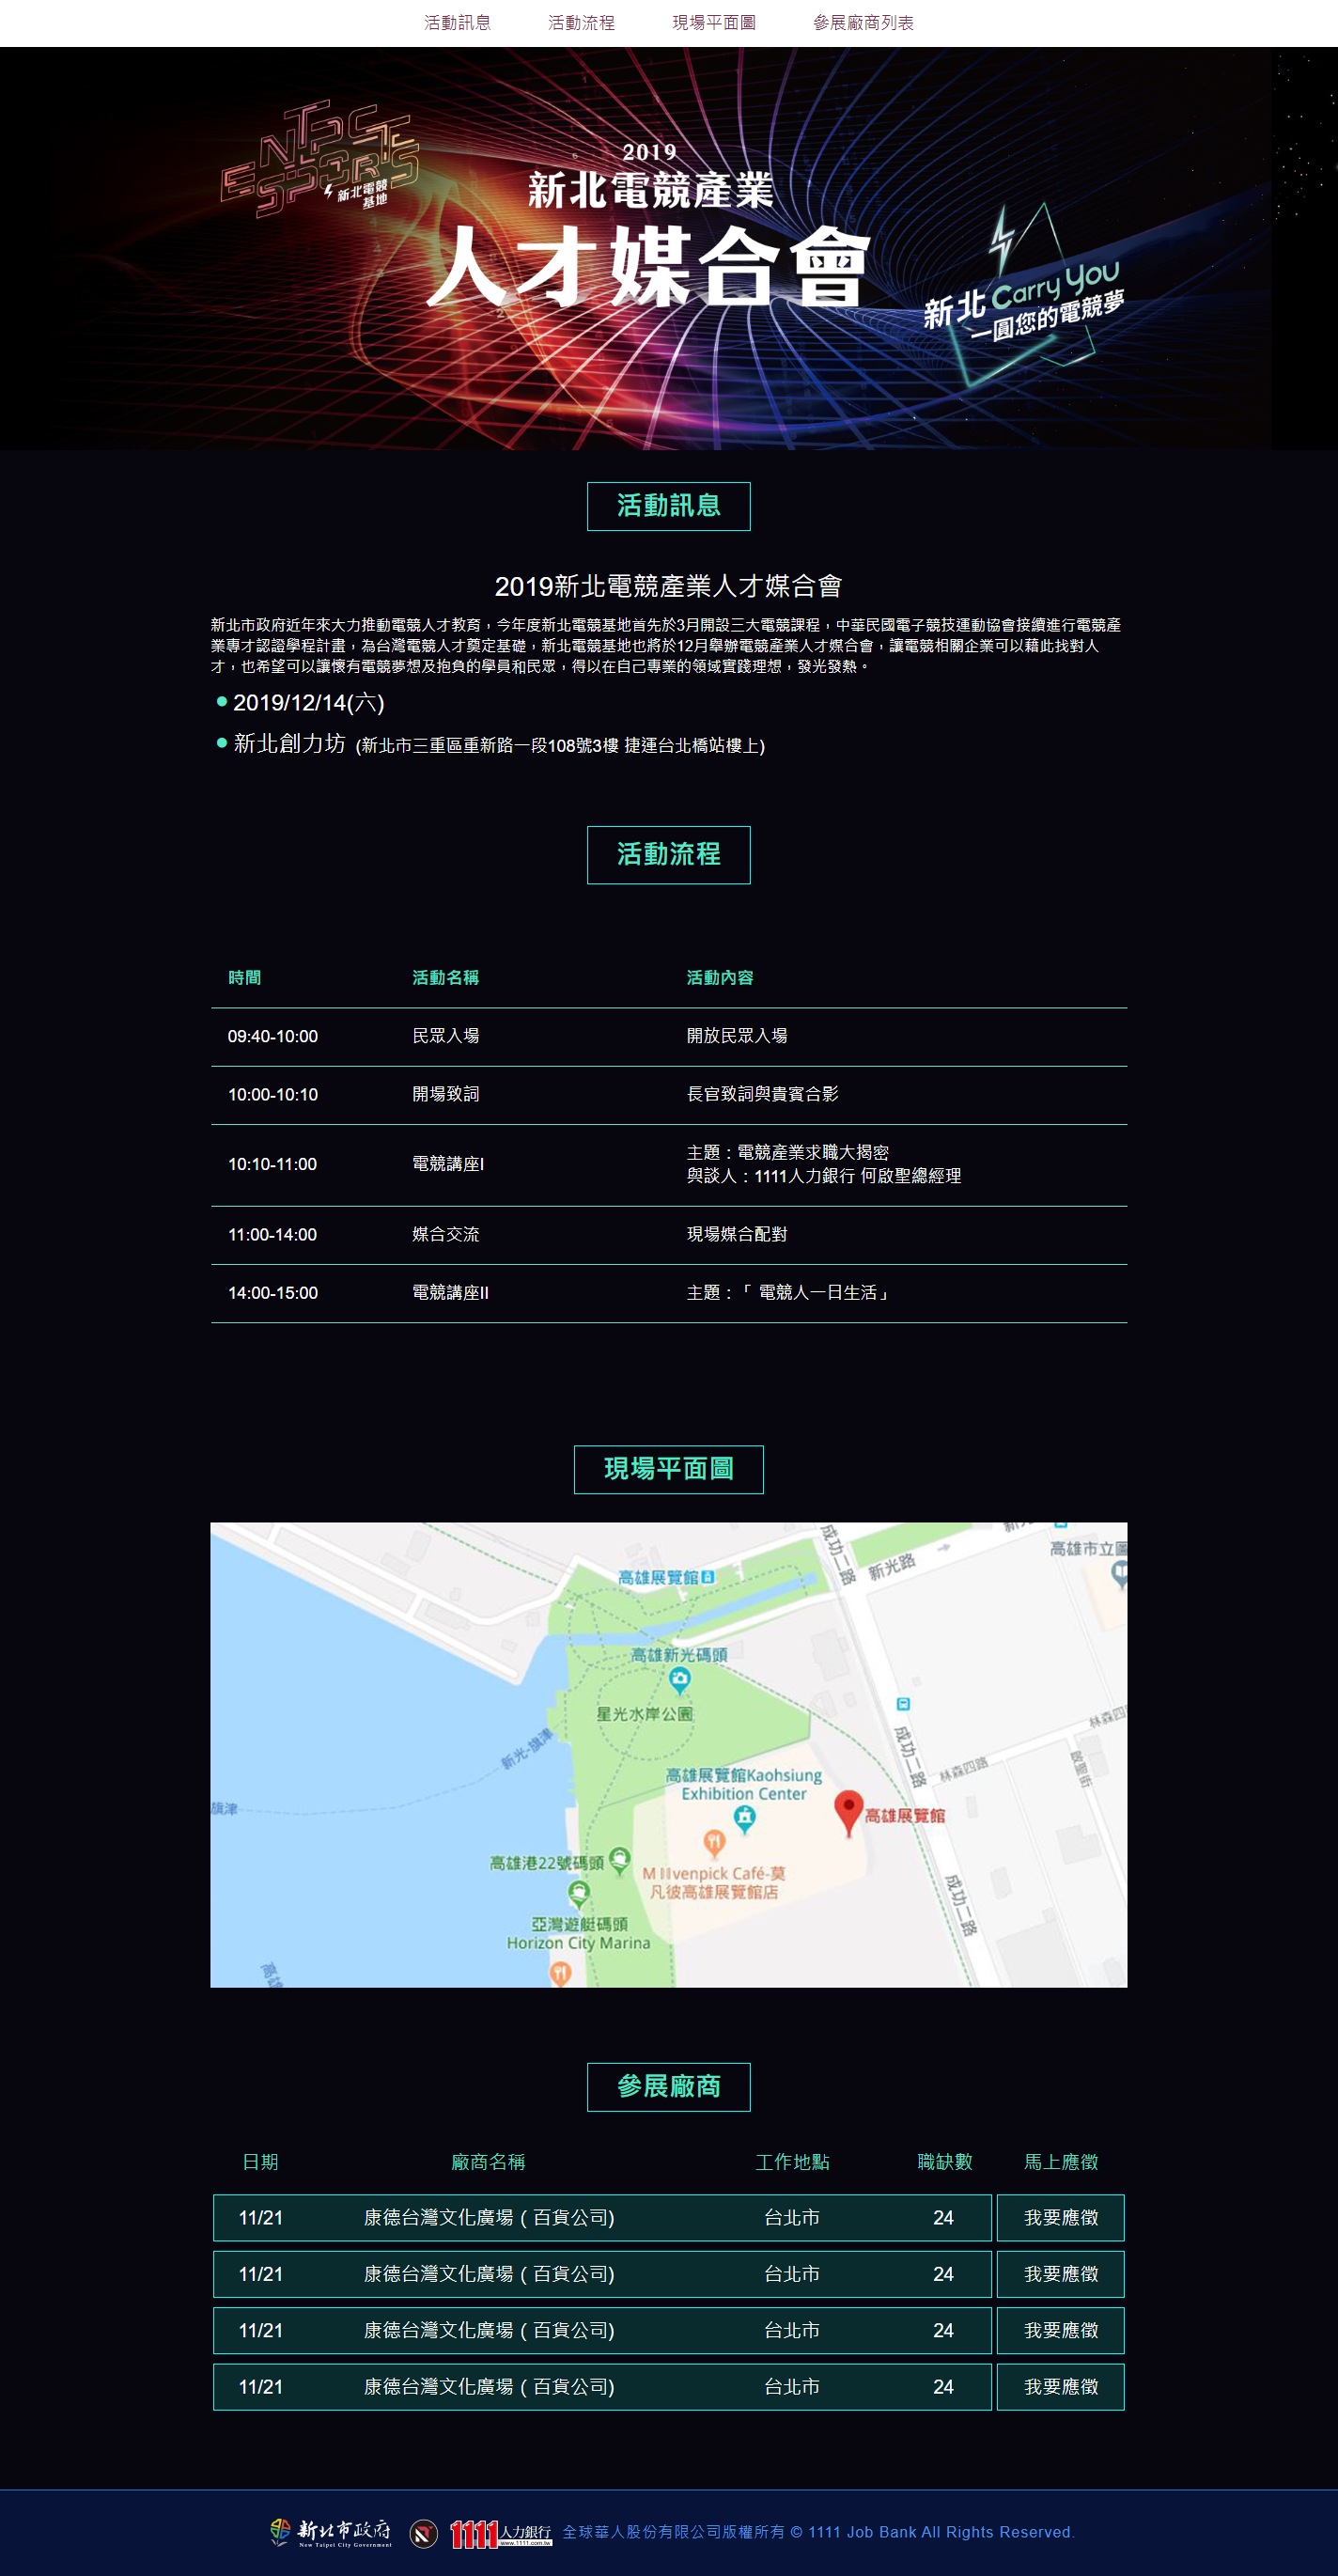 活動訊息 活動流程 現場平面圖 參展廠商列表
NTPC
ESPORTS
新北電競
基地
2019
新北電競產業
人才媒合會
新北Carry You
一圓您的電競夢
活動訊息
2019新北電競產業人才媒合會
新北市政府近年來大力推動電競人才教育，今年度新北電競基地首先於3月開設三大電競課程，中華民國電子競技運動協會接續進行電競產
業專才認證學程計畫，為台灣電競人才奠定基礎，新北電競基地也將於12月舉辦電競產業人才媒合會，讓電競相關企業可以藉此找對人
才，也希望可以讓懷有電競夢想及抱負的學員和民眾，得以在自己專業的領域實踐理想，發光發熱。
2019/12/14(六)
新北創力坊 (新北市三重區重新路一段108號3樓 捷運台北橋站樓上)
活動流程
時間 活動名稱 活動內容
09:40-10:00 民眾入場 開放民眾入場
10:00-10:10 開場致詞 長官致詞與貴賓合影
10:10-11:00 電競講座I 主題：電競產業求職大揭密
與談人：1111人力銀行 何啟聖總經理
11:00-14:00 媒合交流 現場媒合配對
14:00-15:00 電競講座II 主題：「 電競人一日生活」
現場平面圖
成功二路
新光路
高雄市立圖
高雄展覽館
高雄新光碼頭
星光水岸公園
新光-旗津
旗津
成功二路
林森四路
林森四
啟聖街
高雄展覽館Kaohsiung
Exhibition Center
高雄展覽館
高雄港22號碼頭
M venpick Café-莫
凡彼高雄展覽館店
成功二路
亞灣遊艇碼頭
Horizon City Marina
參展廠商
日期 廠商名稱 工作地點 職缺數 馬上應徵
11/21 康德台灣文化廣場 ( 百貨公司) 台北市 24 我要應徵
11/21 康德台灣文化廣場 ( 百貨公司) 台北市 24 我要應徵
11/21 康德台灣文化廣場 ( 百貨公司) 台北市 24 我要應徵
11/21 康德台灣文化廣場 ( 百貨公司) 台北市 24 我要應徵
新北市政府
New Taipei City Government
1111人力銀行
www.1111.com.tw
全球華人股份有限公司版權所有 © 1111 Job Bank All Rights Reserved.